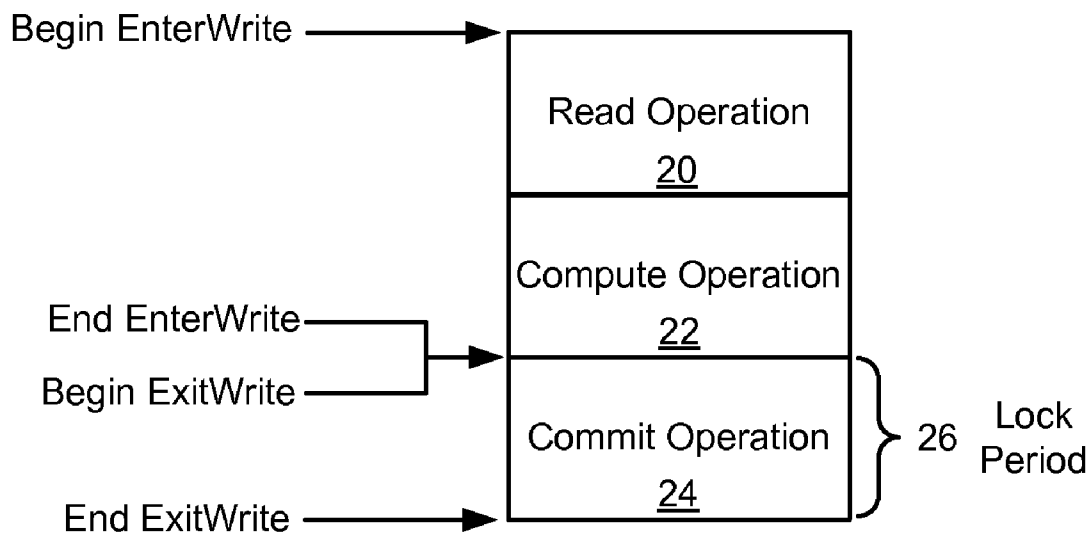 Begin EnterWrite
Read Operation
20
Compute Operation
22
End EnterWrite
Begin ExitWrite
Commit Operation
24
26
Lock
Period
End ExitWrite